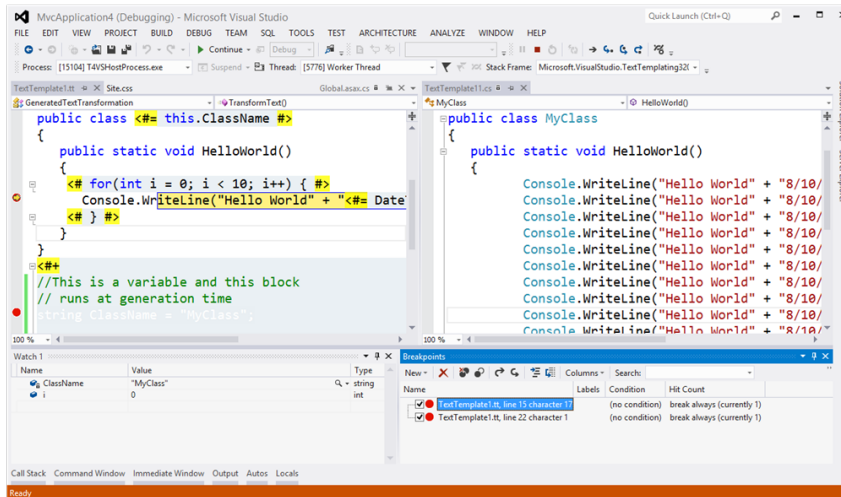 MvcApplication4 (Debugging) - Microsoft Visual Studio
Quick Launch (Ctrl+Q)
FILE EDIT VIEW PROJECT BUILD DEBUG TEAM SQL TOOLS TEST ARCHITECTURE ANALYZE WINDOW HELP
Continue Debug
Process: [15104] T4VSHostProcess.exe Suspend Thread: [5776] Worker Thread Stack Frame: Microsoft.VisualStudio.TextTemplating32(
TextTemplate1.tt Site.css Global.asax.cs
TextTemplate11.cs
GeneratedTextTransformation TransformText()
MyClass HelloWorld()
public class <#= this.ClassName #>
{
public static void HelloWorld()
{
<# for(int i = 0; i < 10; i++) { #>
Console.WriteLine("Hello World" + "<#= Date
<# } #>
}
}
<#+
//This is a variable and this block
// runs at generation time
string ClassName = "MyClass";
100 %
public class MyClass
{
public static void HelloWorld()
{
Console.WriteLine("Hello World" + "8/10/
Console.WriteLine("Hello World" + "8/10/
Console.WriteLine("Hello World" + "8/10/
Console.WriteLine("Hello World" + "8/10/
Console.WriteLine("Hello World" + "8/10/
Console.WriteLine("Hello World" + "8/10/
Console.WriteLine("Hello World" + "8/10/
Console.WriteLine("Hello World" + "8/10/
Console.WriteLine("Hello World" + "8/10/
Console.WriteLine("Hello World" + "8/10/
100 %
Watch 1
Name Value Type
ClassName "MyClass" string
i 0 int
Breakpoints
New Columns Search:
Name Labels Condition Hit Count
TextTemplate1.tt, line 15 character 17 (no condition) break always (currently 1)
TextTemplate1.tt, line 22 character 1 (no condition) break always (currently 1)
Call Stack Command Window Immediate Window Output Autos Locals
Ready